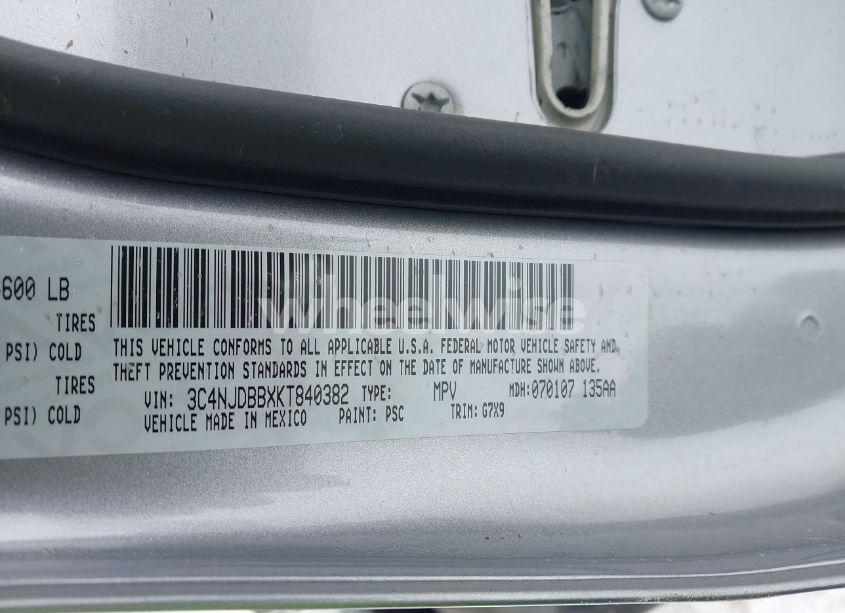 600 LB
TIRES
PSI) COLD
TIRES
PSI) COLD
wheelwise
THIS VEHICLE CONFORMS TO ALL APPLICABLE U.S.A. FEDERAL MOTOR VEHICLE SAFETY AND
THEFT PREVENTION STANDARDS IN EFFECT ON THE DATE OF MANUFACTURE SHOWN ABOVE.
VIN: 3C4NJDBBXKT840382 TYPE: MPV MDH:070107 135AA
VEHICLE MADE IN MEXICO PAINT: PSC TRIM: G7X9